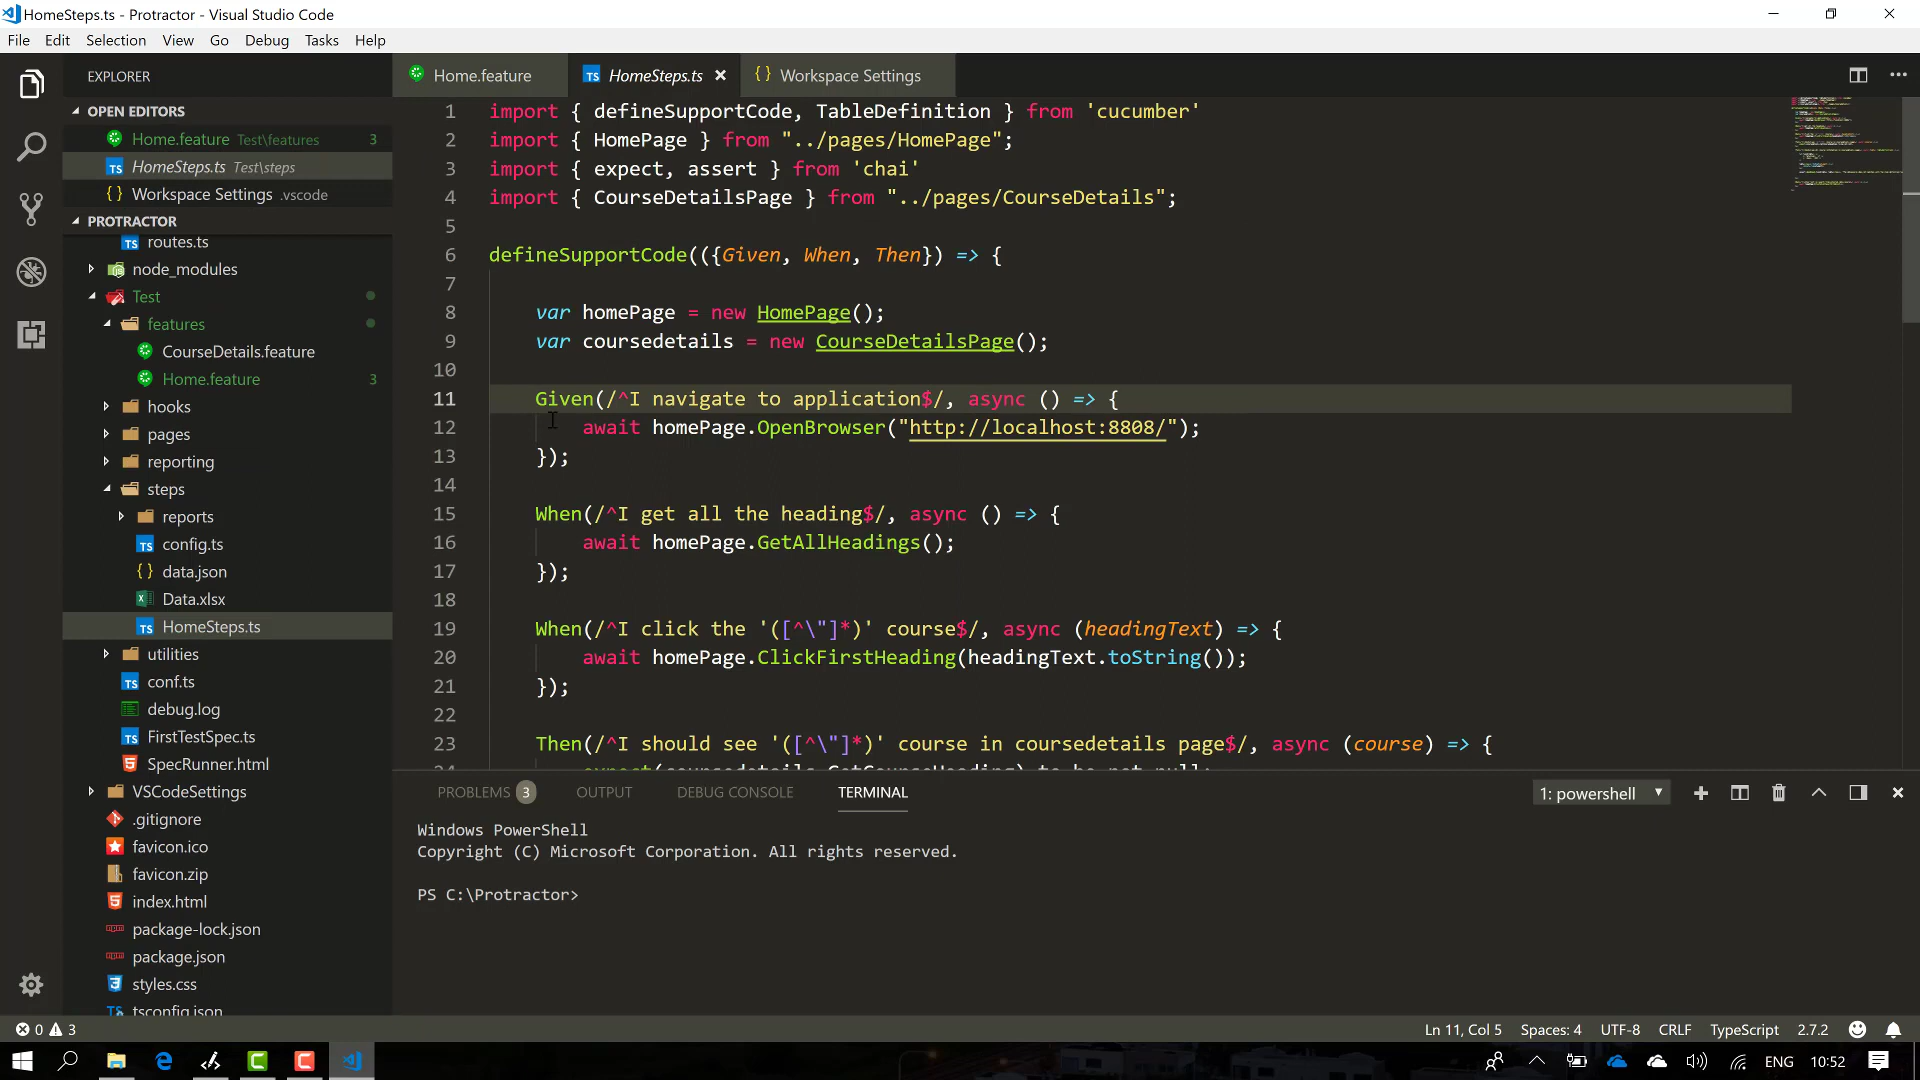 HomeSteps.ts - Protractor - Visual Studio Code
File Edit Selection View Go Debug Tasks Help
EXPLORER
OPEN EDITORS
Home.feature Test\features 3
HomeSteps.ts Test\steps
Workspace Settings .vscode
PROTRACTOR
routes.ts
node_modules
Test
features
CourseDetails.feature
Home.feature 3
hooks
pages
reporting
steps
reports
config.ts
data.json
Data.xlsx
HomeSteps.ts
utilities
conf.ts
debug.log
FirstTestSpec.ts
SpecRunner.html
VSCodeSettings
.gitignore
favicon.ico
favicon.zip
index.html
package-lock.json
package.json
styles.css
tsconfig.json
Home.feature HomeSteps.ts Workspace Settings
1 import { defineSupportCode, TableDefinition } from 'cucumber'
2 import { HomePage } from "../pages/HomePage";
3 import { expect, assert } from 'chai'
4 import { CourseDetailsPage } from "../pages/CourseDetails";
5
6 defineSupportCode(({Given, When, Then}) => {
7
8 var homePage = new HomePage();
9 var coursedetails = new CourseDetailsPage();
10
11 Given(/^I navigate to application$/, async () => {
12 await homePage.OpenBrowser("http://localhost:8808/");
13 });
14
15 When(/^I get all the heading$/, async () => {
16 await homePage.GetAllHeadings();
17 });
18
19 When(/^I click the '([^\"]*)' course$/, async (headingText) => {
20 await homePage.ClickFirstHeading(headingText.toString());
21 });
22
23 Then(/^I should see '([^\"]*)' course in coursedetails page$/, async (course) => {
24 expect(coursedetails.GetCourseHeading).to.be.not.null;
PROBLEMS 3 OUTPUT DEBUG CONSOLE TERMINAL 1: powershell
Windows PowerShell
Copyright (C) Microsoft Corporation. All rights reserved.
PS C:\Protractor>
0 3 Ln 11, Col 5 Spaces: 4 UTF-8 CRLF TypeScript 2.7.2
ENG 10:52